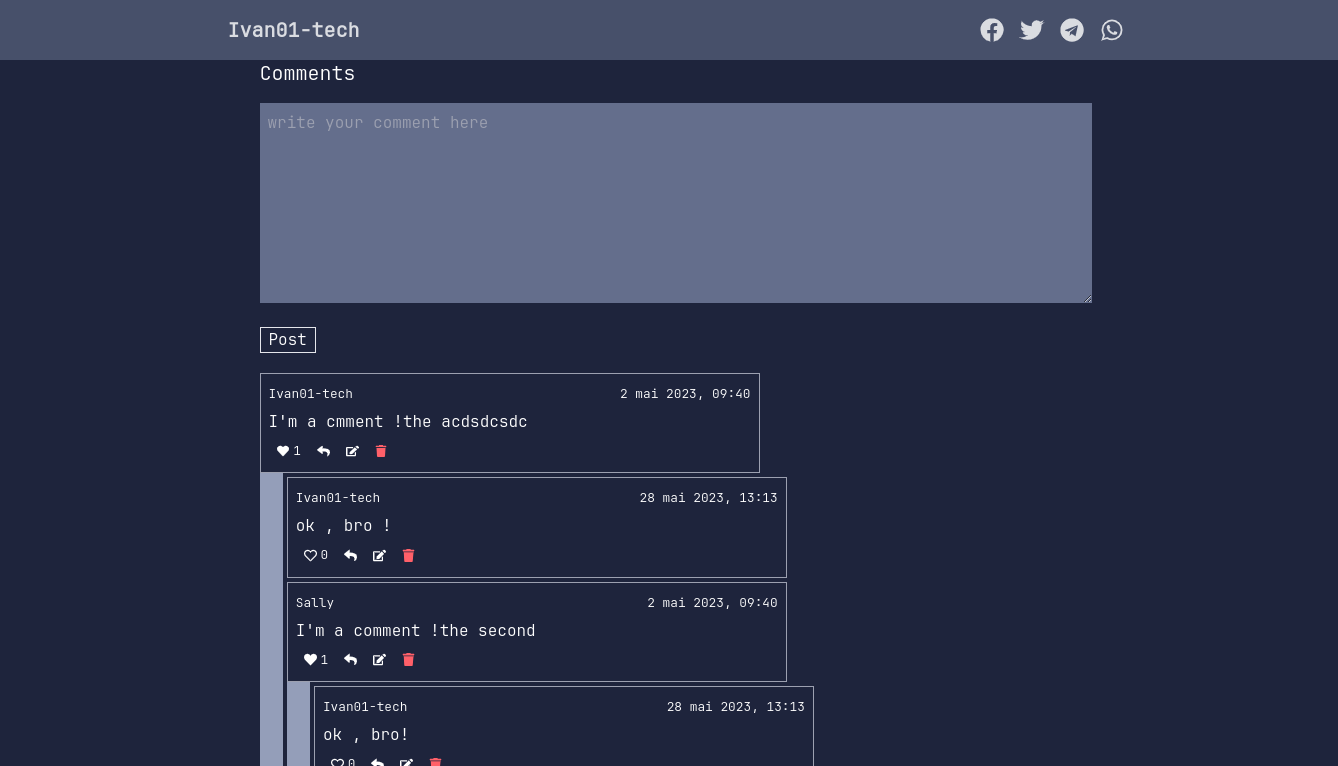 Ivan01-tech
Comments
write your comment here
Post
Ivan01-tech 2 mai 2023, 09:40
I'm a cmment !the acdsdcsdc
1
Ivan01-tech 28 mai 2023, 13:13
ok , bro !
0
Sally 2 mai 2023, 09:40
I'm a comment !the second
1
Ivan01-tech 28 mai 2023, 13:13
ok , bro!
0